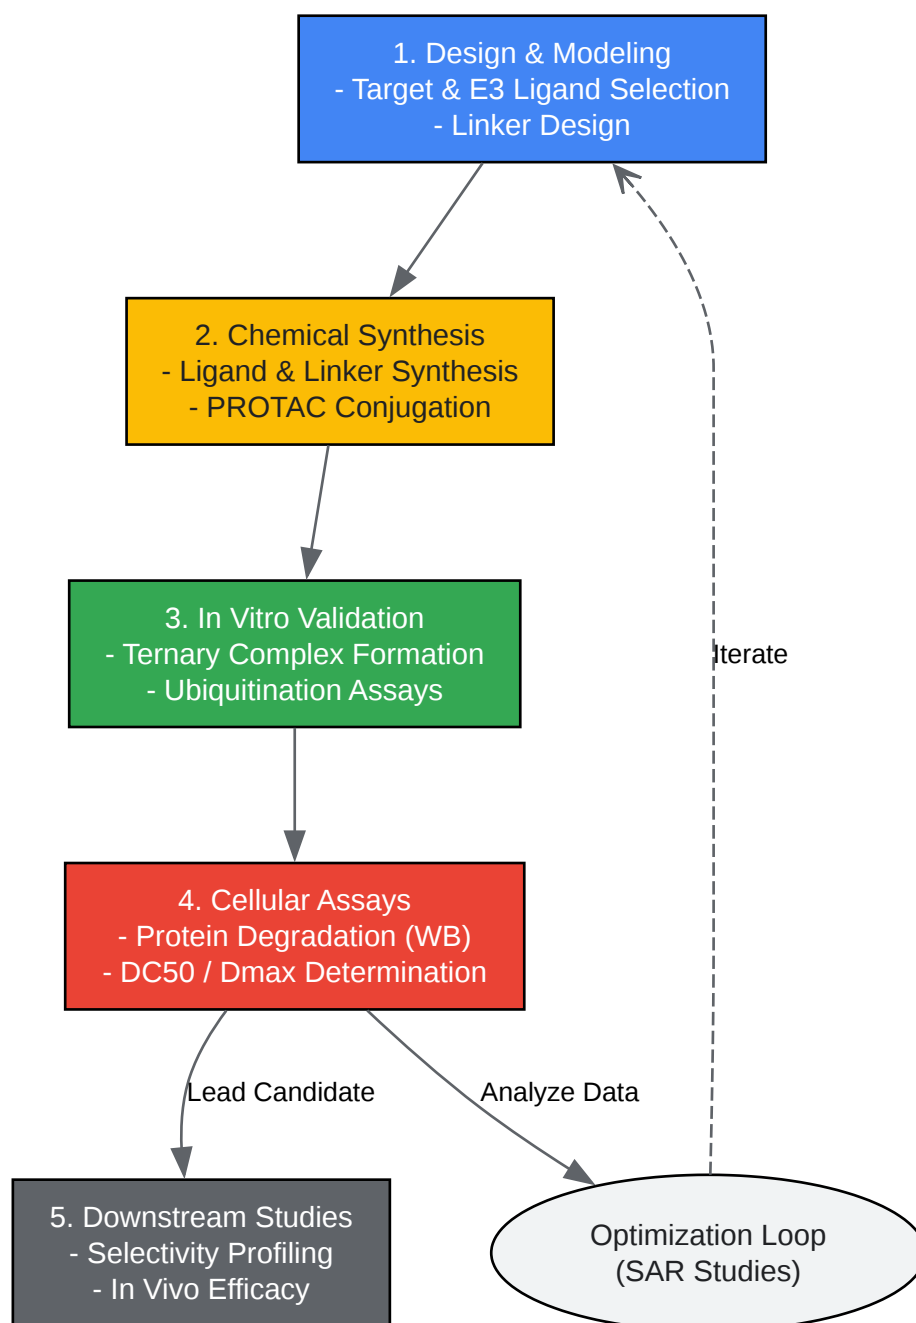 1. Design & Modeling
- Target & E3 Ligand Selection
- Linker Design
2. Chemical Synthesis
- Ligand & Linker Synthesis
- PROTAC Conjugation
3. In Vitro Validation
- Ternary Complex Formation
- Ubiquitination Assays
Iterate
4. Cellular Assays
- Protein Degradation (WB)
- DC50 / Dmax Determination
Lead Candidate
Analyze Data
5. Downstream Studies
- Selectivity Profiling
- In Vivo Efficacy
Optimization Loop
(SAR Studies)